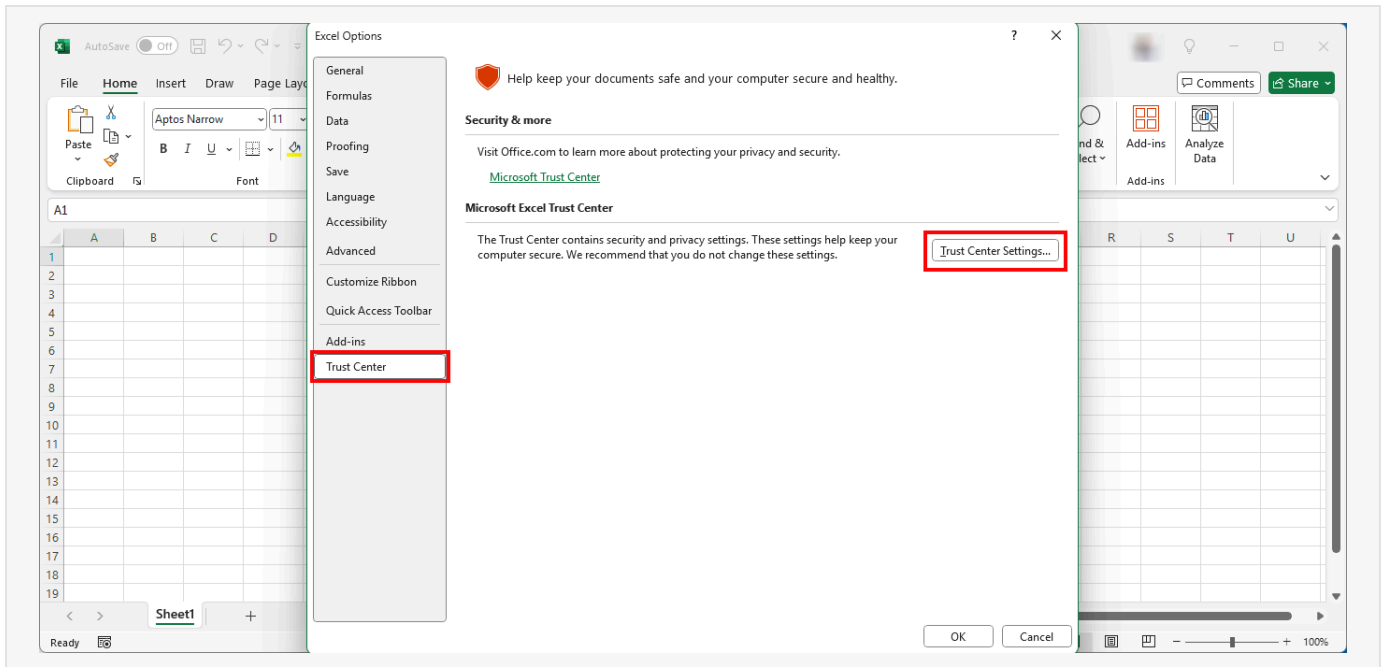 AutoSave Off
Excel Options
?
File Home Insert Draw Page Layo
Comments Share
Paste
Clipboard
Aptos Narrow 11
B I U
Font
nd &
lect
Add-ins
Add-ins
Analyze
Data
A1
A B C D R S T U
1
2
3
4
5
6
7
8
9
10
11
12
13
14
15
16
17
18
19
General
Formulas
Data
Proofing
Save
Language
Accessibility
Advanced
Customize Ribbon
Quick Access Toolbar
Add-ins
Trust Center
Help keep your documents safe and your computer secure and healthy.
Security & more
Visit Office.com to learn more about protecting your privacy and security.
Microsoft Trust Center
Microsoft Excel Trust Center
The Trust Center contains security and privacy settings. These settings help keep your
computer secure. We recommend that you do not change these settings.
Trust Center Settings...
OK Cancel
Sheet1
Ready
100%